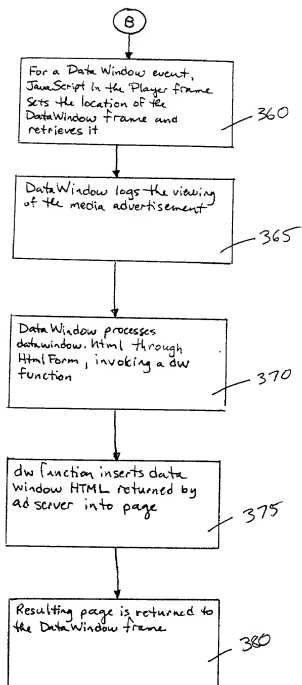 B
For a Data Window event,
JavaScript in the Player frame
sets the location of the
DataWindow frame and
retrieves it
360
DataWindow logs the viewing
of the media advertisement
365
DataWindow processes
datawindow.html through
HtmlForm, invoking a dw
function
370
dw function inserts data
window HTML returned by
ad server into page
375
Resulting page is returned to
the DataWindow frame
380